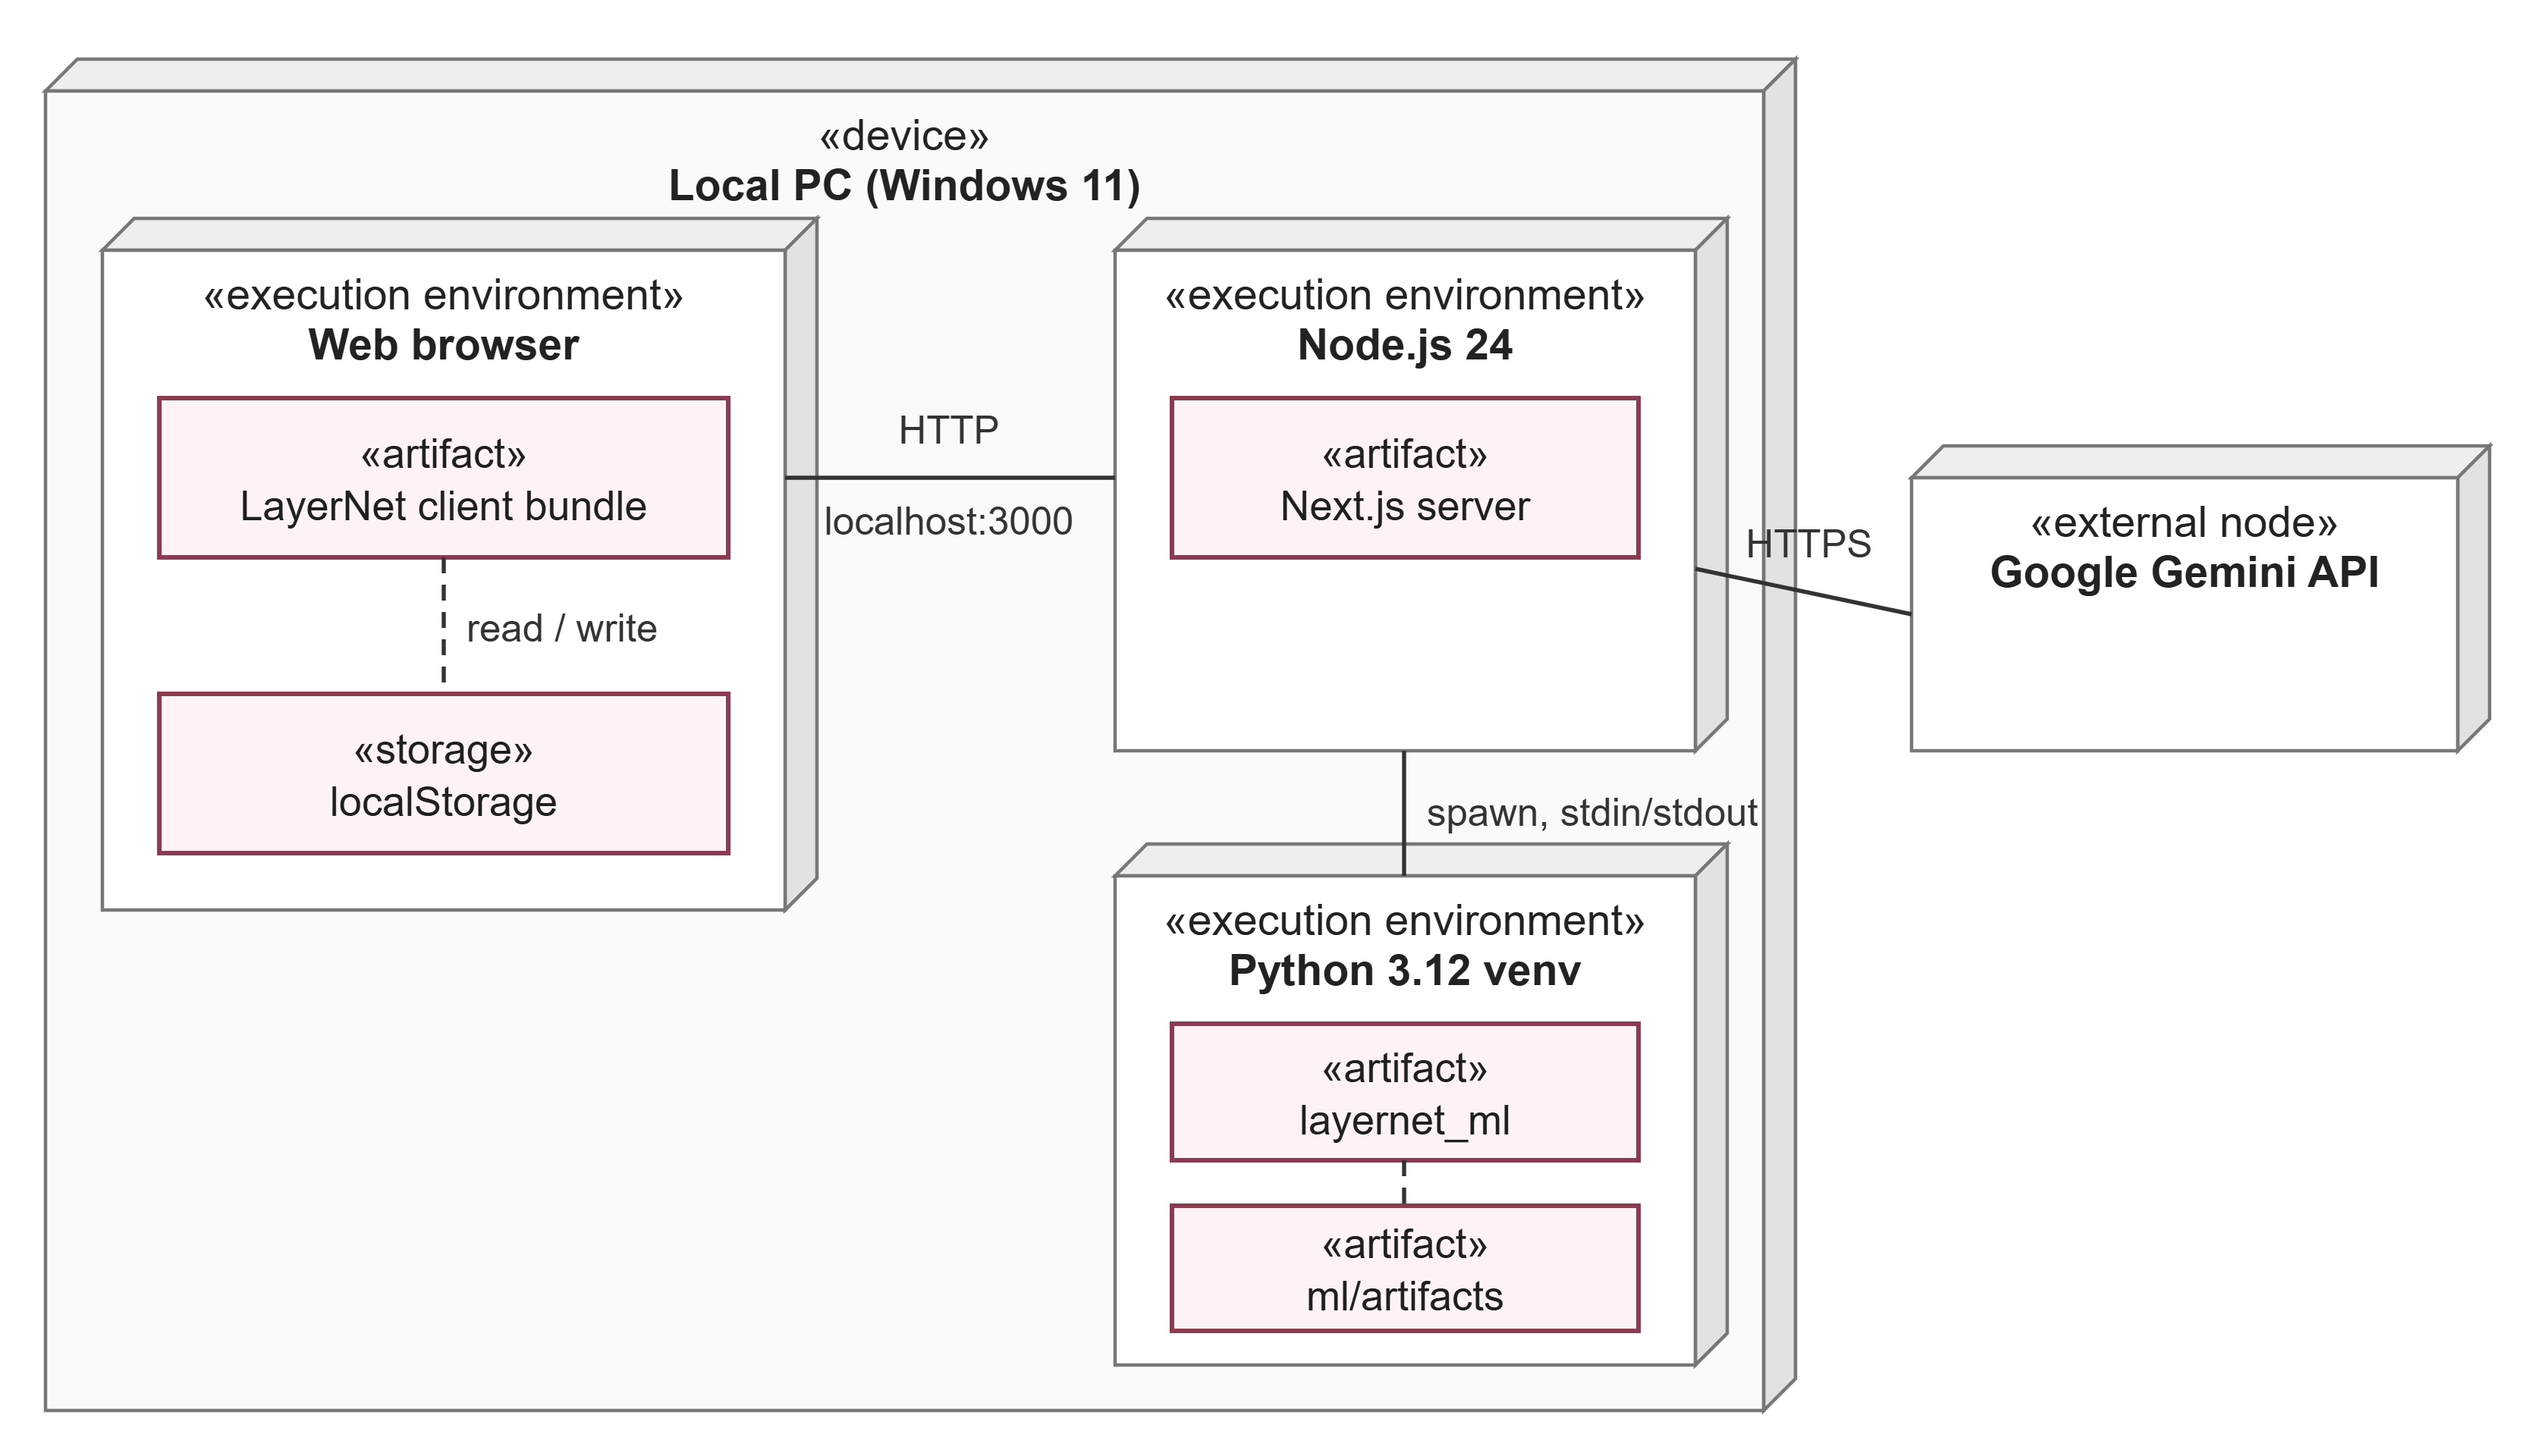 «device»
Local PC (Windows 11)
«execution environment»
Web browser
«artifact»
LayerNet client bundle
read / write
«storage»
localStorage
HTTP
localhost:3000
«execution environment»
Node.js 24
«artifact»
Next.js server
HTTPS
«external node»
Google Gemini API
spawn, stdin/stdout
«execution environment»
Python 3.12 venv
«artifact»
layernet_ml
«artifact»
ml/artifacts